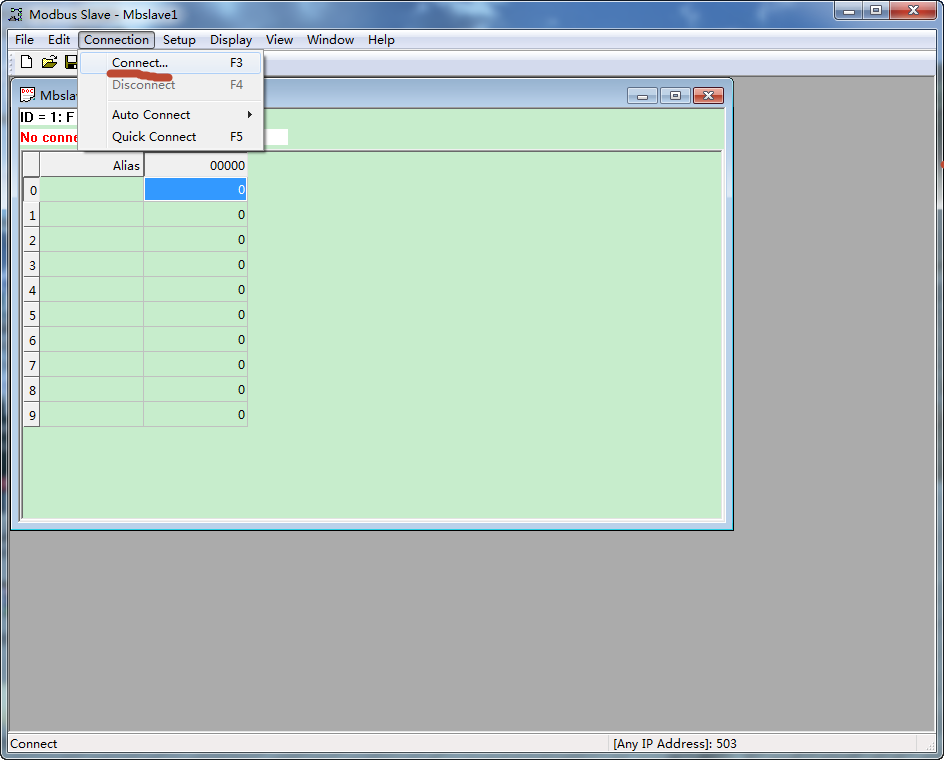 Modbus Slave - Mbslave1
File Edit Connection Setup Display View Window Help
Connect... F3
Disconnect F4
Auto Connect
Quick Connect F5
Mbsla
ID = 1: F
No conne
Alias 00000
0 0
1 0
2 0
3 0
4 0
5 0
6 0
7 0
8 0
9 0
Connect [Any IP Address]: 503